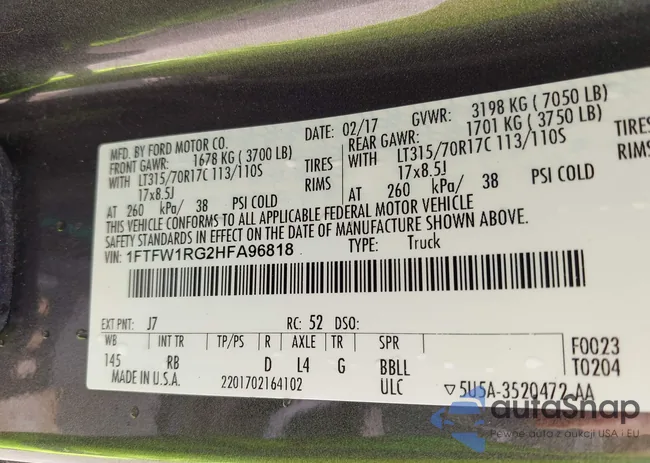 MFD. BY FORD MOTOR CO.
DATE: 02/17
GVWR: 3198 KG ( 7050 LB)
FRONT GAWR: 1678 KG ( 3700 LB)
REAR GAWR: 1701 KG ( 3750 LB)
WITH LT315/70R17C 113/110S TIRES
WITH LT315/70R17C 113/110S TIRES
17x8.5J RIMS
17x8.5J RIMS
AT 260 kPa/ 38 PSI COLD
AT 260 kPa/ 38 PSI COLD
THIS VEHICLE CONFORMS TO ALL APPLICABLE FEDERAL MOTOR VEHICLE
SAFETY STANDARDS IN EFFECT ON THE DATE OF MANUFACTURE SHOWN ABOVE.
VIN: 1FTFW1RG2HFA96818
TYPE: Truck
EXT PNT: J7 RC: 52 DSO:
WB INT TR TP/PS R AXLE TR SPR
145 RB D L4 G BBLL
F0023
T0204
MADE IN U.S.A. 2201702164102 ULC ▽5U5A-3520472-AA
autoSnap
Pewne auta z aukcji USA i EU